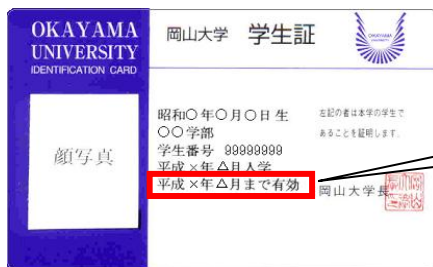 OKAYAMA
UNIVERSITY
IDENTIFICATION CARD
顔写真
岡山大学 学生証
OKAYAMA
昭和○年○月○日生
○○学部
学生番号 99999999
平成×年△月入学
平成×年△月まで有効
左記の者は本学の学生で
あることを証明します.
岡山大学長